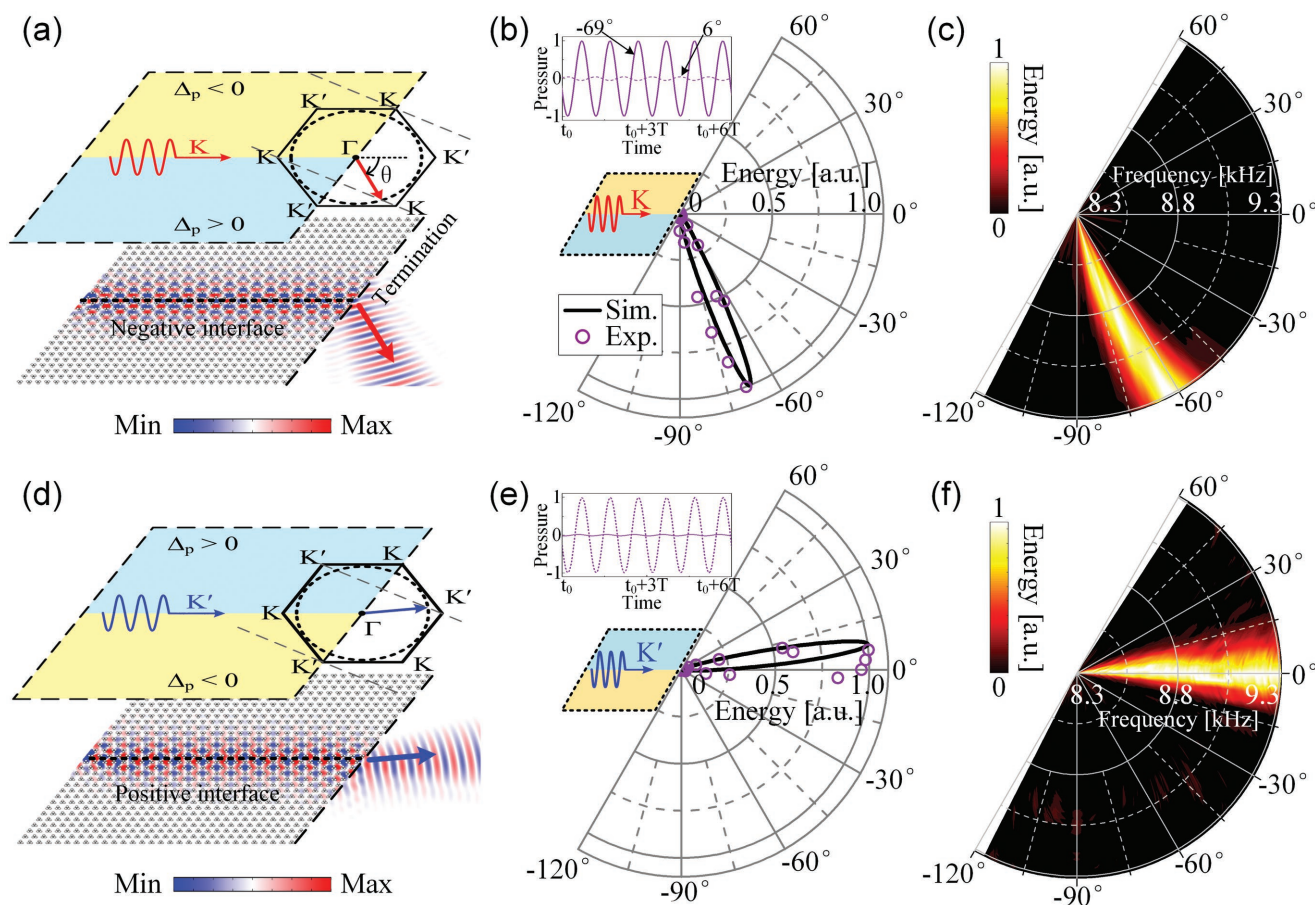 (a)
Δp < 0
K′
K
K
K
Γ
K′
θ
Δp > 0
K′
K
Termination
Negative interface
Min
Max
(b)
-69°
6°
Pressure
1
0
-1
t0
t0+3T
t0+6T
Time
K
Energy [a.u.]
0
0.5
1.0
60°
30°
0°
-30°
-60°
-90°
-120°
Sim.
Exp.
(c)
1
0
Energy [a.u.]
Frequency [kHz]
8.3
8.8
9.3
60°
30°
0°
-30°
-60°
-90°
-120°
(d)
Δp > 0
K′
K
K′
K
K′
Γ
K′
K
Δp < 0
Positive interface
Min
Max
(e)
Pressure
1
0
-1
t0
t0+3T
t0+6T
Time
K′
0
0.5
1.0
Energy [a.u.]
60°
30°
0°
-30°
-60°
-90°
-120°
(f)
1
0
Energy [a.u.]
8.3
8.8
9.3
Frequency [kHz]
60°
30°
0°
-30°
-60°
-90°
-120°